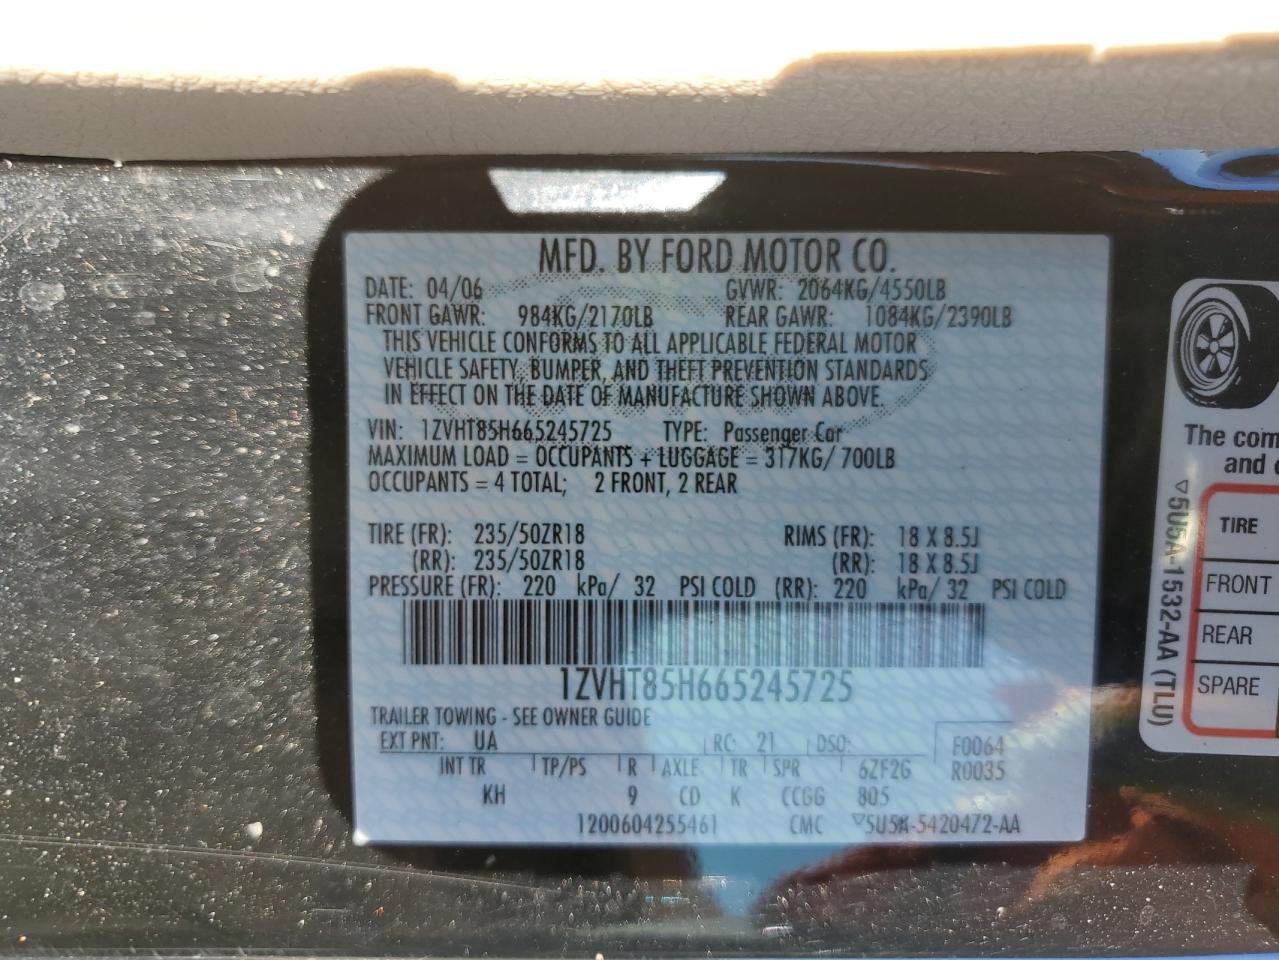 MFD. BY FORD MOTOR CO.
DATE: 04/06 GVWR: 2064KG/4550LB
FRONT GAWR: 984KG/2170LB REAR GAWR: 1084KG/2390LB
THIS VEHICLE CONFORMS TO ALL APPLICABLE FEDERAL MOTOR
VEHICLE SAFETY, BUMPER, AND THEFT PREVENTION STANDARDS
IN EFFECT ON THE DATE OF MANUFACTURE SHOWN ABOVE.
VIN: 1ZVHT85H665245725 TYPE: Passenger Car
MAXIMUM LOAD = OCCUPANTS + LUGGAGE = 317KG/ 700LB
OCCUPANTS = 4 TOTAL; 2 FRONT, 2 REAR
TIRE (FR): 235/50ZR18 RIMS (FR): 18 X 8.5J
(RR): 235/50ZR18 (RR): 18 X 8.5J
PRESSURE (FR): 220 kPa/ 32 PSI COLD (RR): 220 kPa/ 32 PSI COLD
1ZVHT85H665245725
TRAILER TOWING - SEE OWNER GUIDE
EXT PNT: UA RC: 21 DSO: F0064
INT TR TP/PS R AXLE TR SPR 6ZF2G R0035
KH 9 CD K CCGG 805
1200604255461 CMC ▽5U5A-5420472-AA
▽5U5A-1532-AA (TLU)
The com
and
TIRE
FRONT
REAR
SPARE